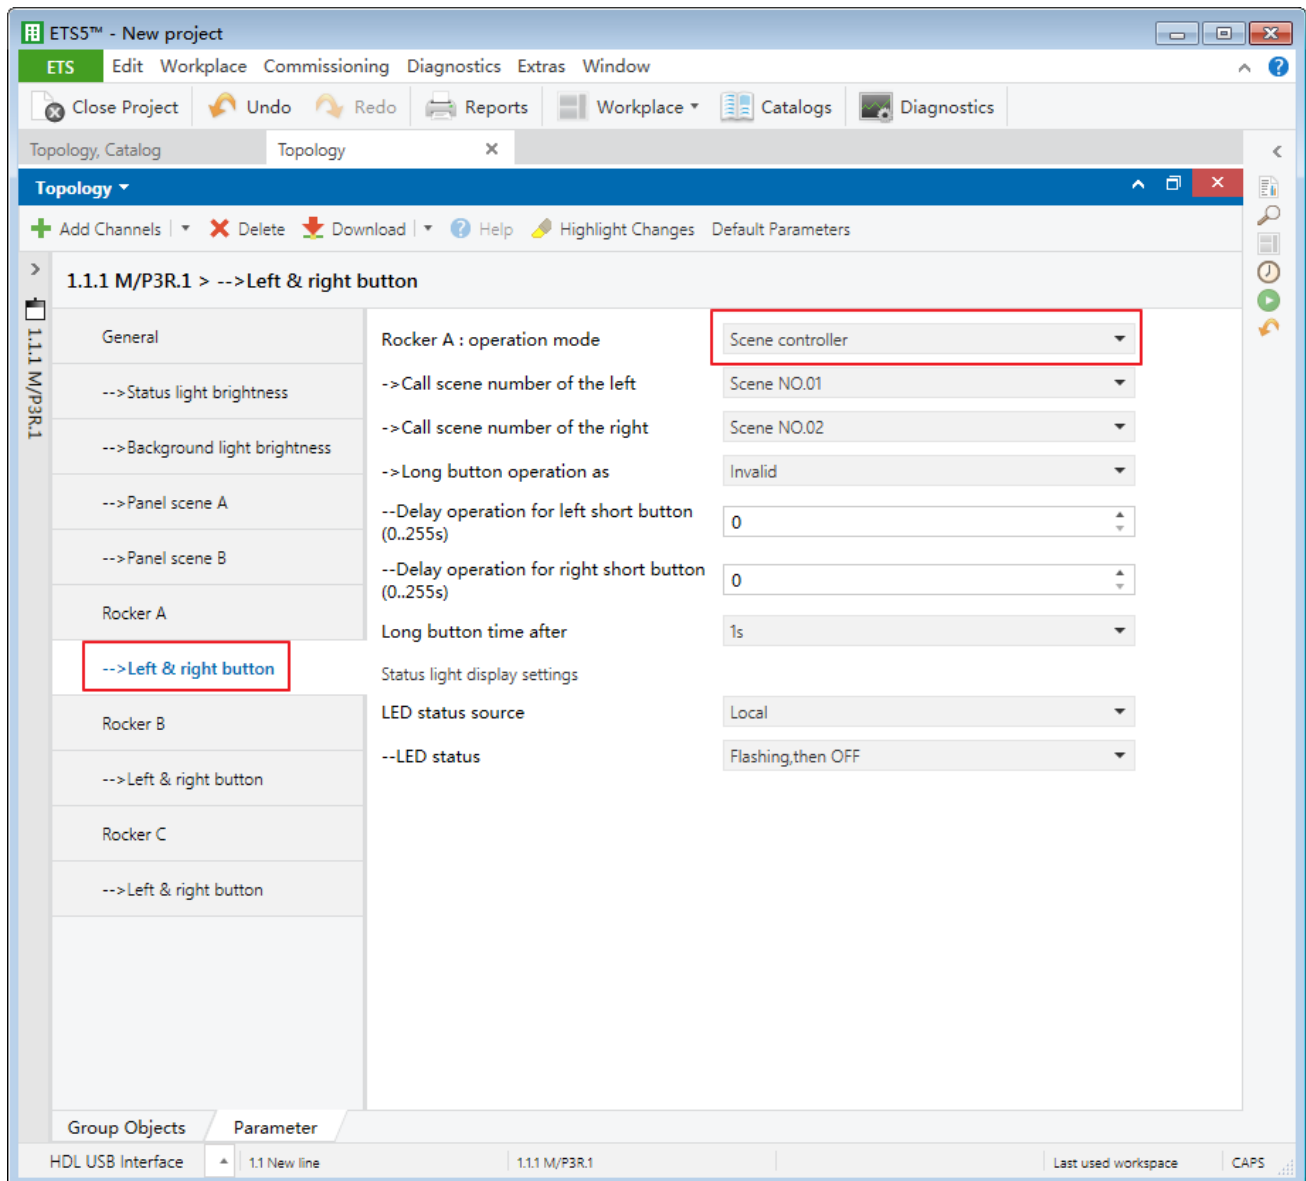 ETS5™ - New project
ETS Edit Workplace Commissioning Diagnostics Extras Window
Close Project Undo Redo Reports Workplace Catalogs Diagnostics
Topology, Catalog Topology
Topology
Add Channels Delete Download Help Highlight Changes Default Parameters
1.1.1 M/P3R.1 > -->Left & right button
1.1.1 M/P3R.1
General
-->Status light brightness
-->Background light brightness
-->Panel scene A
-->Panel scene B
Rocker A
-->Left & right button
Rocker B
-->Left & right button
Rocker C
-->Left & right button
Rocker A : operation mode Scene controller
->Call scene number of the left Scene NO.01
->Call scene number of the right Scene NO.02
->Long button operation as Invalid
--Delay operation for left short button
(0..255s) 0
--Delay operation for right short button
(0..255s) 0
Long button time after 1s
Status light display settings
LED status source Local
--LED status Flashing,then OFF
Group Objects Parameter
HDL USB Interface 1.1 New line 1.1.1 M/P3R.1 Last used workspace CAPS